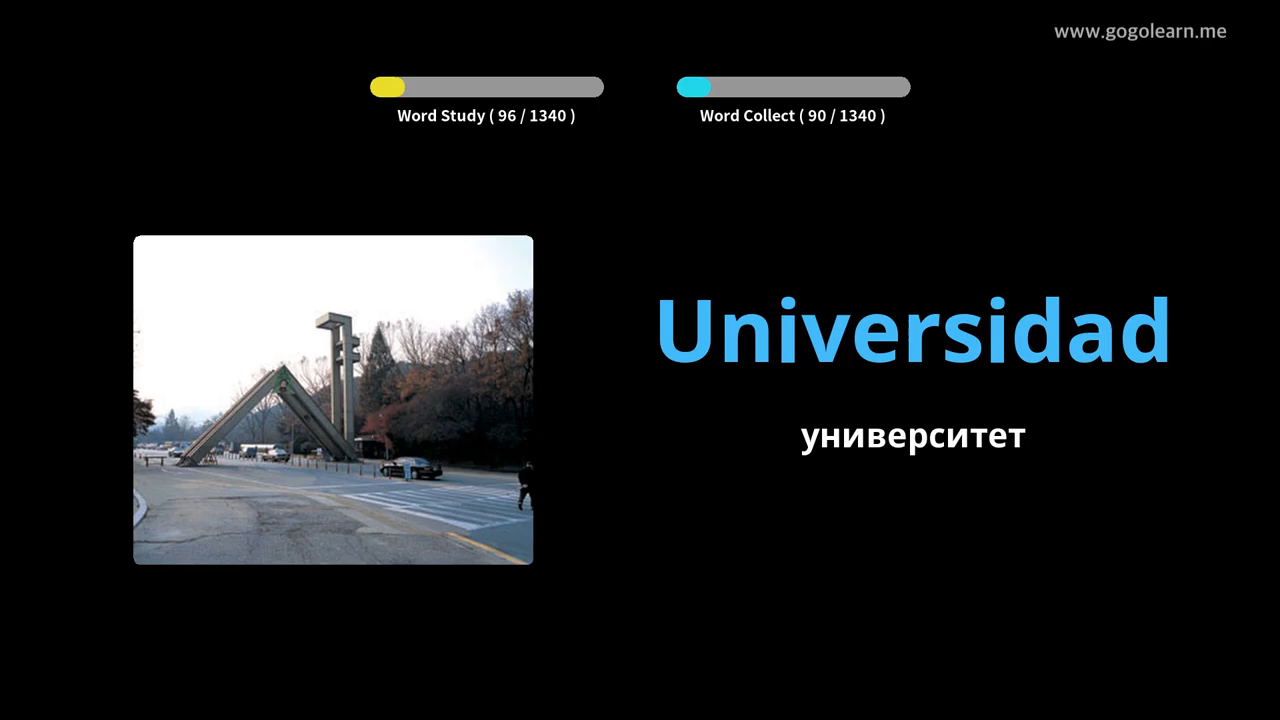 www.gogolearn.me
Word Study ( 96 / 1340 )
Word Collect ( 90 / 1340 )
Universidad
университет